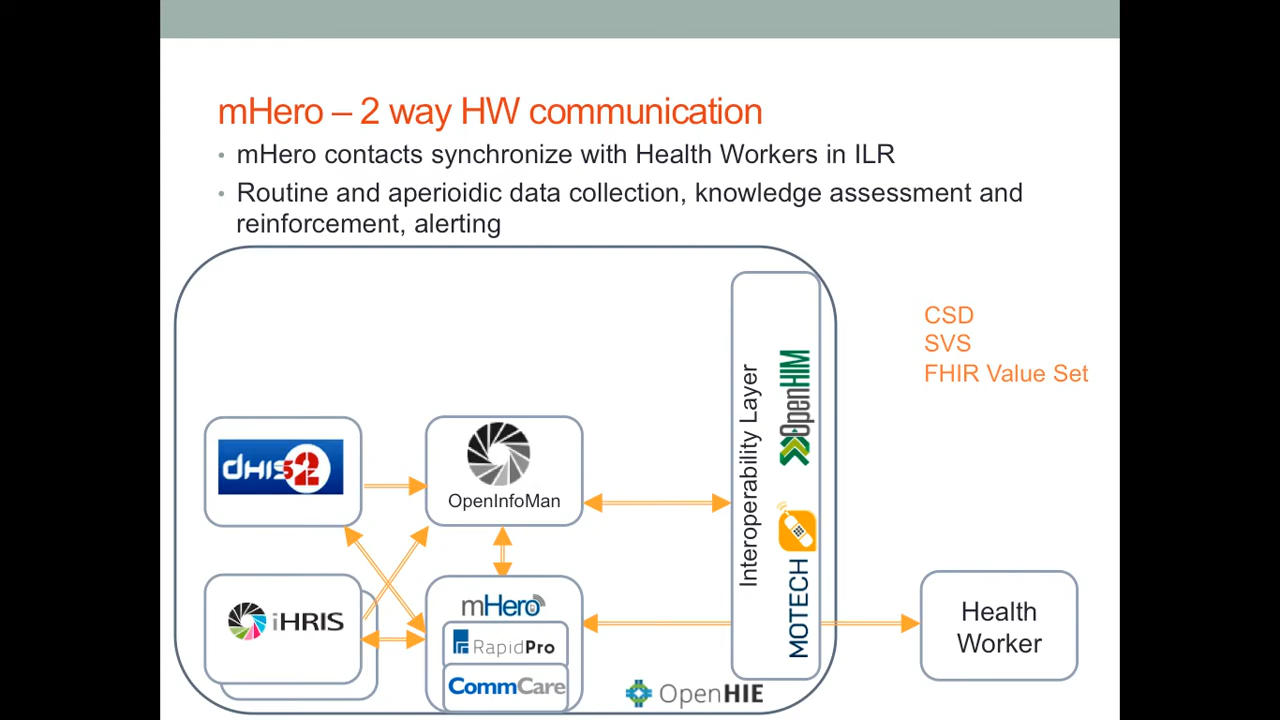 mHero – 2 way HW communication
• mHero contacts synchronize with Health Workers in ILR
• Routine and aperioidic data collection, knowledge assessment and
reinforcement, alerting
CSD
SVS
FHIR Value Set
Interoperability Layer
OpenHIM
MOTECH
dhis2
OpenInfoMan
iHRIS
mHero
RapidPro
CommCare
OpenHIE
Health
Worker